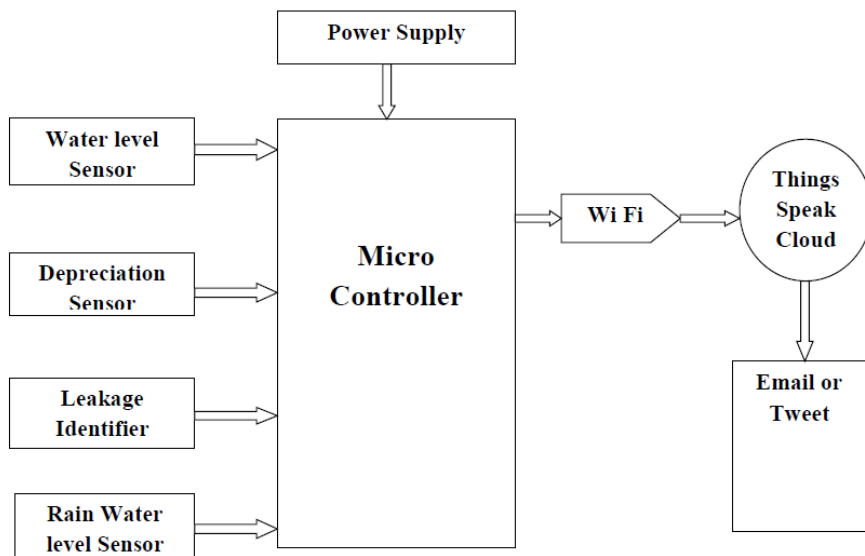 Power Supply
Water level
Sensor
Depreciation
Sensor
Leakage
Identifier
Rain Water
level Sensor
Micro
Controller
Wi Fi
Things
Speak
Cloud
Email or
Tweet